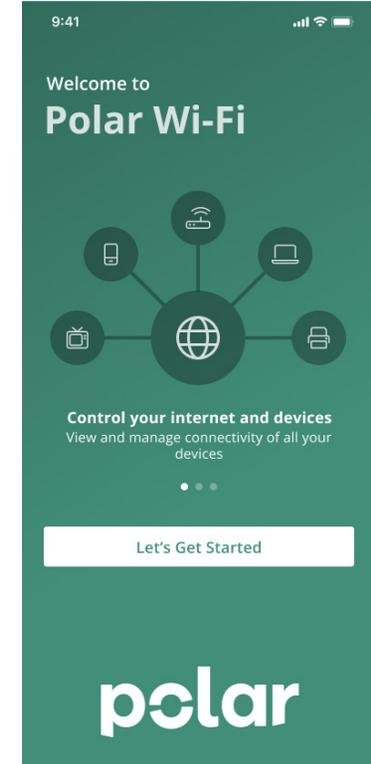 9:41
Welcome to
Polar Wi-Fi
Control your internet and devices
View and manage connectivity of all your
devices
Let’s Get Started
polar